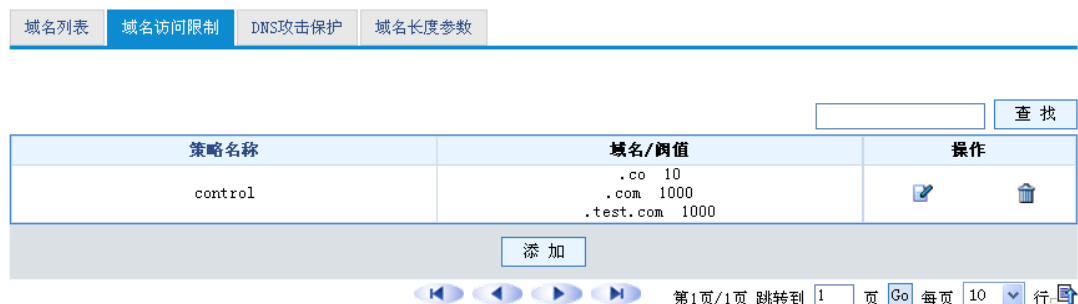 域名列表 域名访问限制 DNS攻击保护 域名长度参数
查 找
策略名称 域名/阀值 操作
.co 10
control .com 1000
.test.com 1000
添 加
第1页/1页 跳转到 1 页 Go 每页 10 行